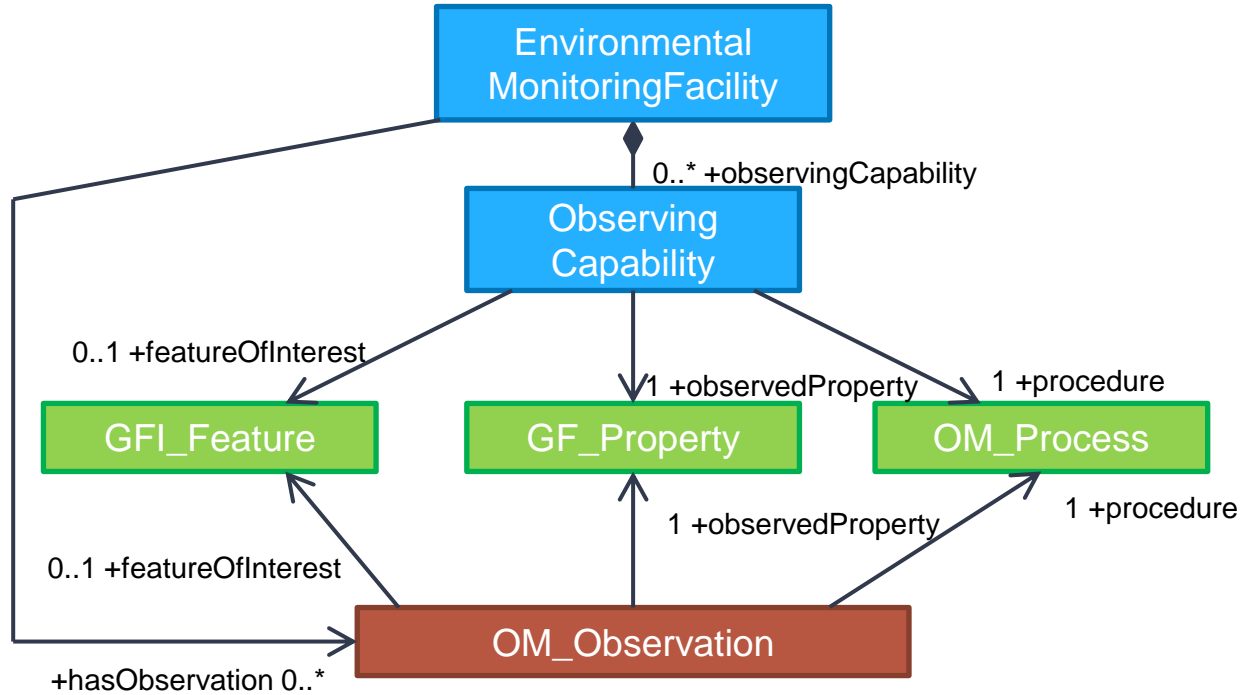 Environmental
MonitoringFacility
0..* +observingCapability
Observing
Capability
0..1 +featureOfInterest
1 +observedProperty
1 +procedure
GFI_Feature
GF_Property
OM_Process
1 +observedProperty
1 +procedure
0..1 +featureOfInterest
OM_Observation
+hasObservation 0..*